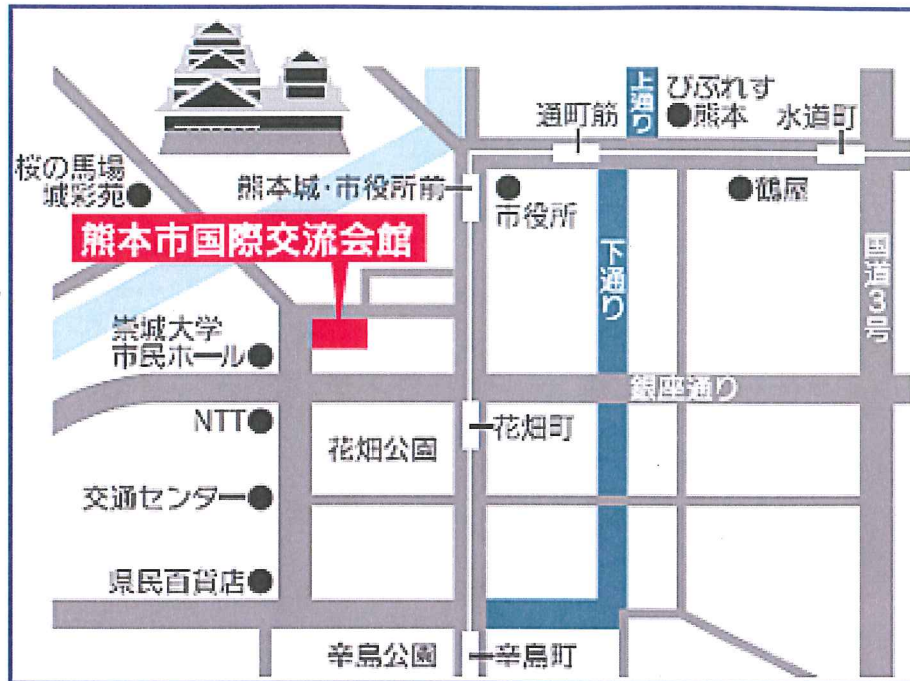 上通り
びぷれす
熊本
通町筋
水道町
桜の馬場
城彩苑
熊本城・市役所前
市役所
鶴屋
熊本市国際交流会館
下通り
国道3号
崇城大学
市民ホール
銀座通り
NTT
花畑公園
花畑町
交通センター
県民百貨店
辛島公園
辛島町